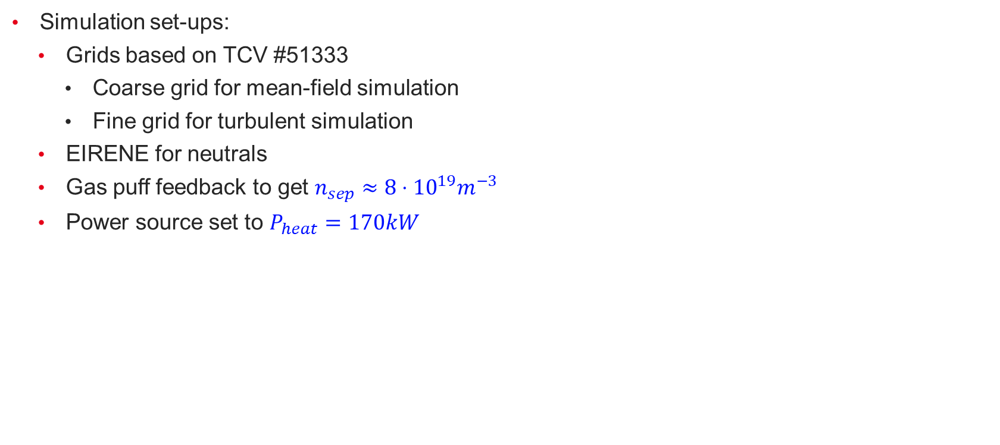 • Simulation set-ups:
• Grids based on TCV #51333
• Coarse grid for mean-field simulation
• Fine grid for turbulent simulation
• EIRENE for neutrals
• Gas puff feedback to get $n_{sep} \approx 8 \cdot 10^{19} m^{-3}$
• Power source set to $P_{heat} = 170kW$